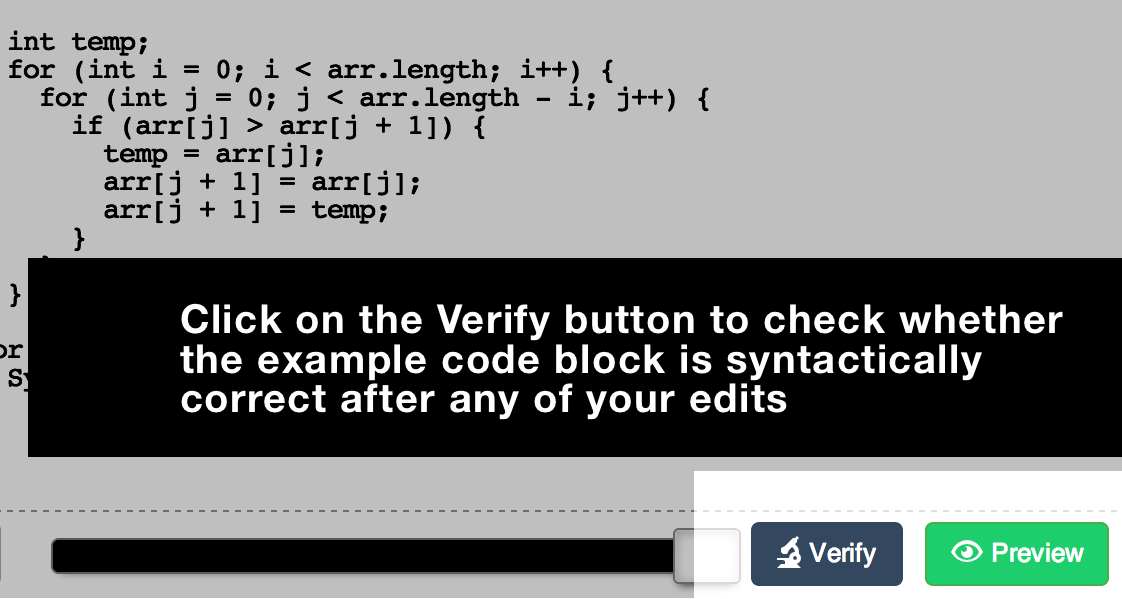 int temp;
for (int i = 0; i < arr.length; i++) {
for (int j = 0; j < arr.length - i; j++) {
if (arr[j] > arr[j + 1]) {
temp = arr[j];
arr[j + 1] = arr[j];
arr[j + 1] = temp;
}
}
Click on the Verify button to check whether
the example code block is syntactically
correct after any of your edits
Verify
Preview